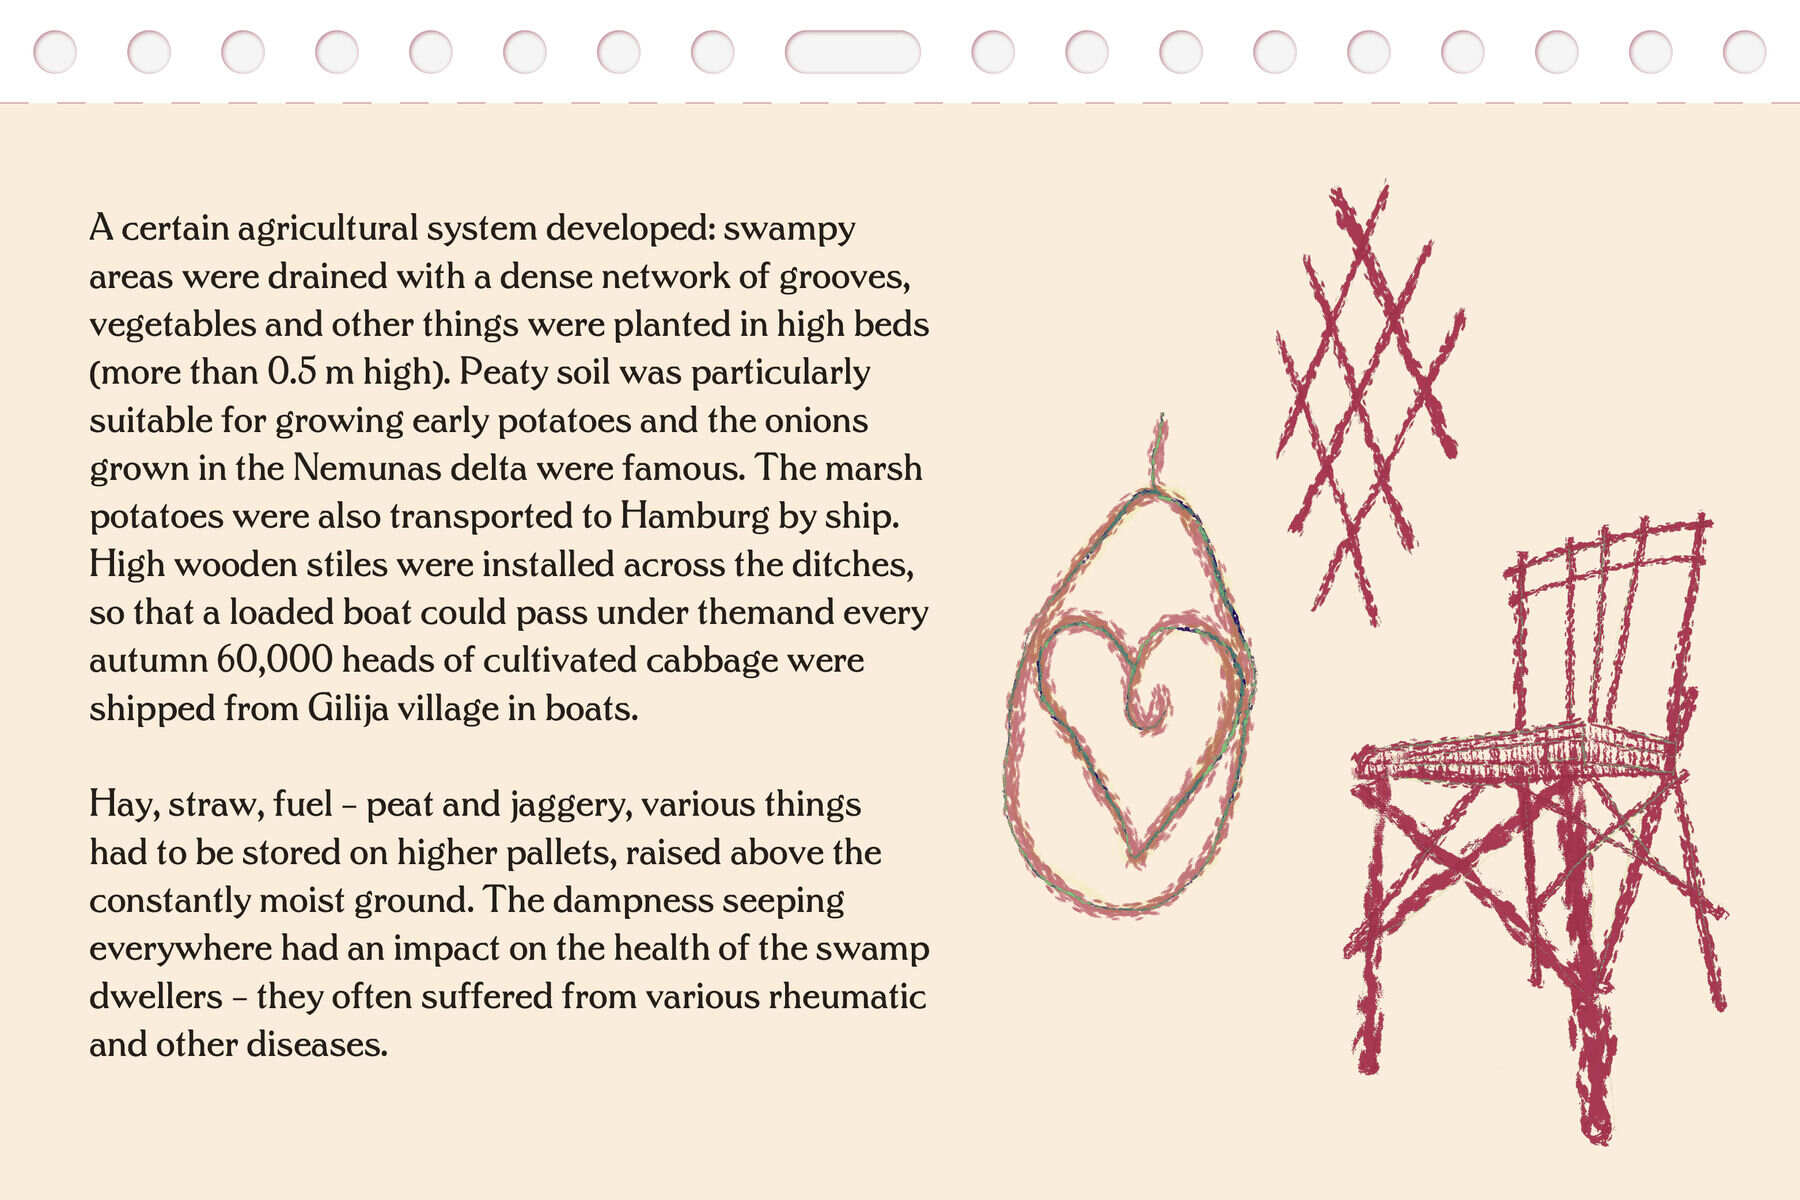 A certain agricultural system developed: swampy
areas were drained with a dense network of grooves,
vegetables and other things were planted in high beds
(more than 0.5 m high). Peaty soil was particularly
suitable for growing early potatoes and the onions
grown in the Nemunas delta were famous. The marsh
potatoes were also transported to Hamburg by ship.
High wooden stiles were installed across the ditches,
so that a loaded boat could pass under themand every
autumn 60,000 heads of cultivated cabbage were
shipped from Gilija village in boats.
Hay, straw, fuel – peat and jaggery, various things
had to be stored on higher pallets, raised above the
constantly moist ground. The dampness seeping
everywhere had an impact on the health of the swamp
dwellers – they often suffered from various rheumatic
and other diseases.